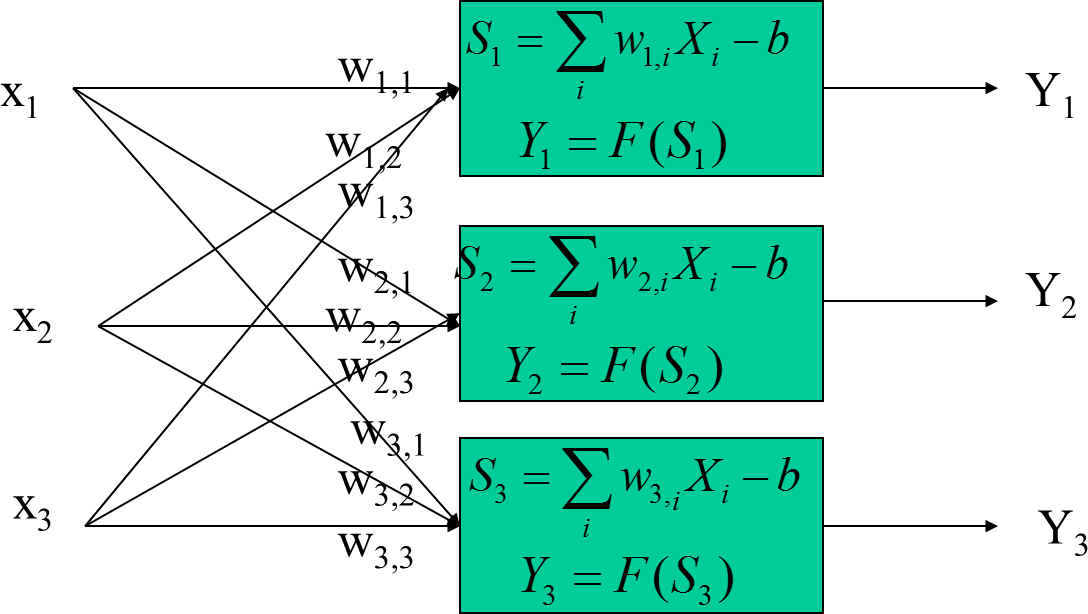 x₁
w₁,₁
w₁,₂
w₁,₃
S₁ = ∑ᵢ w₁,ᵢ Xᵢ − b
Y₁ = F(S₁)
Y₁
x₂
w₂,₁
w₂,₂
w₂,₃
S₂ = ∑ᵢ w₂,ᵢ Xᵢ − b
Y₂ = F(S₂)
Y₂
x₃
w₃,₁
w₃,₂
w₃,₃
S₃ = ∑ᵢ w₃,ᵢ Xᵢ − b
Y₃ = F(S₃)
Y₃